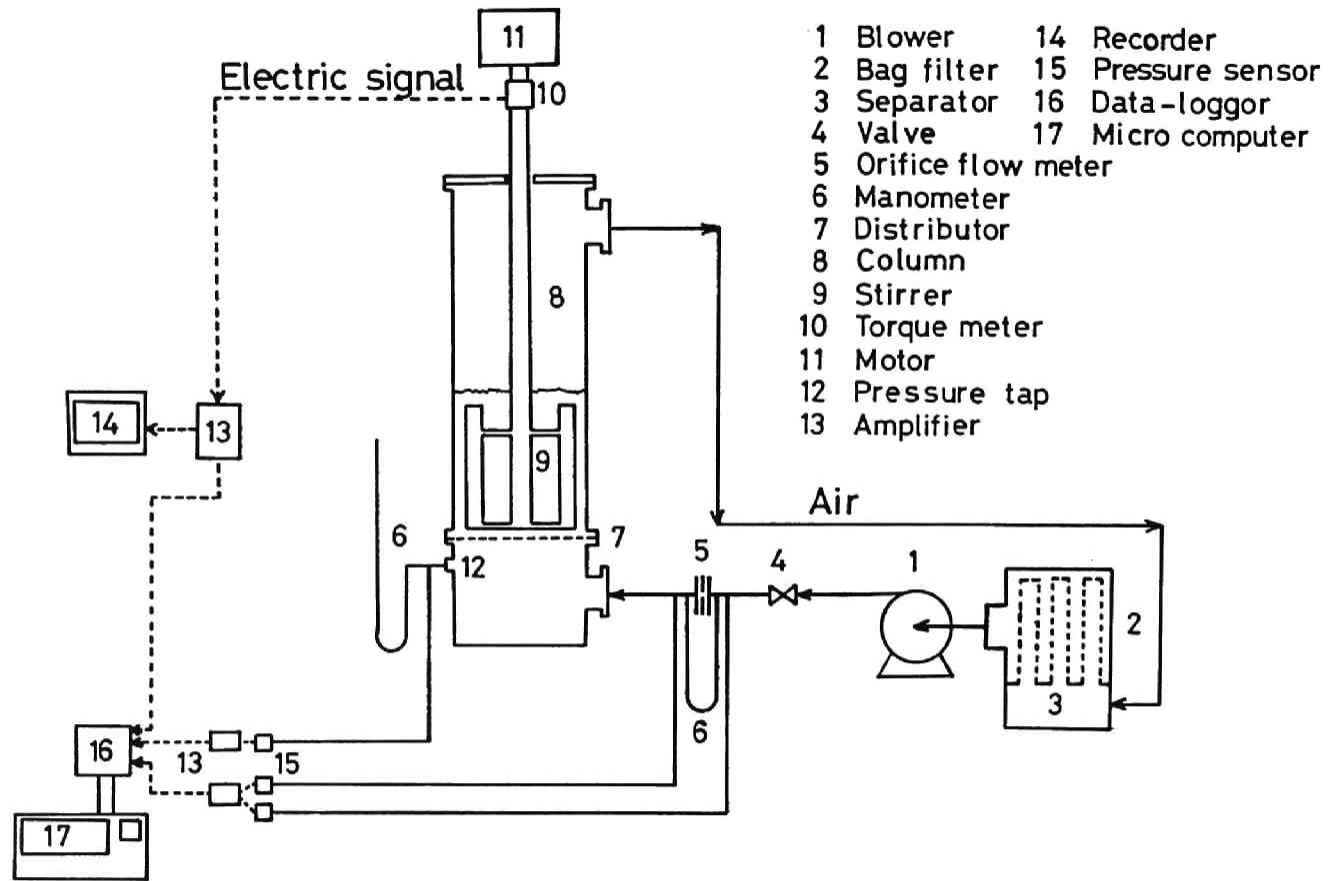 11
1 Blower
2 Bag filter
3 Separator
4 Valve
5 Orifice flow meter
6 Manometer
7 Distributor
8 Column
9 Stirrer
10 Torque meter
11 Motor
12 Pressure tap
13 Amplifier
14 Recorder
15 Pressure sensor
16 Data-loggor
17 Micro computer
Electric signal
10
8
14
13
9
Air
6
7
12
5
4
1
2
3
6
16
13
15
17